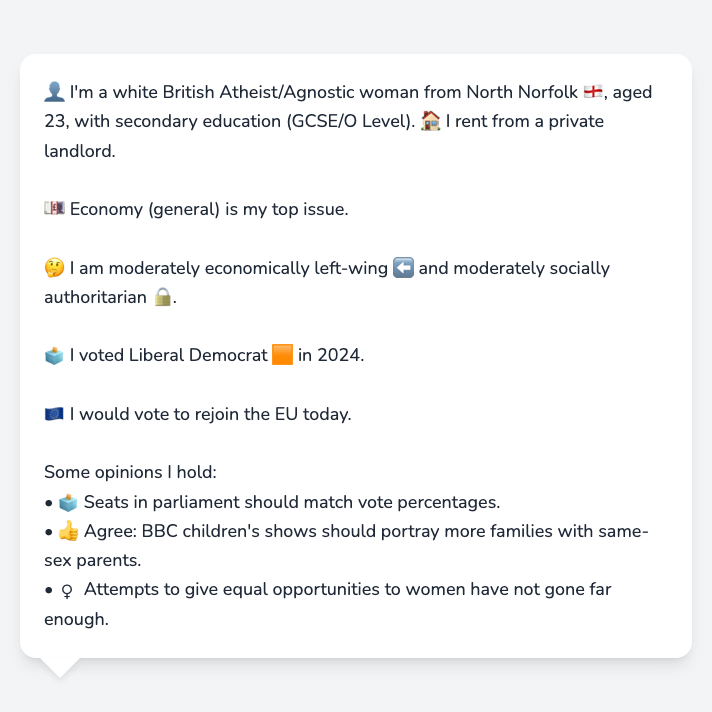 👤 I'm a white British Atheist/Agnostic woman from North Norfolk 🏴󠁧󠁢󠁥󠁮󠁧󠁿, aged
23, with secondary education (GCSE/O Level). 🏠 I rent from a private
landlord.
💷 Economy (general) is my top issue.
🤔 I am moderately economically left-wing ⬅️ and moderately socially
authoritarian 🔒.
🗳️ I voted Liberal Democrat 🟧 in 2024.
🇪🇺 I would vote to rejoin the EU today.
Some opinions I hold:
• 🗳️ Seats in parliament should match vote percentages.
• 👍 Agree: BBC children's shows should portray more families with same-
sex parents.
• ♀ Attempts to give equal opportunities to women have not gone far
enough.